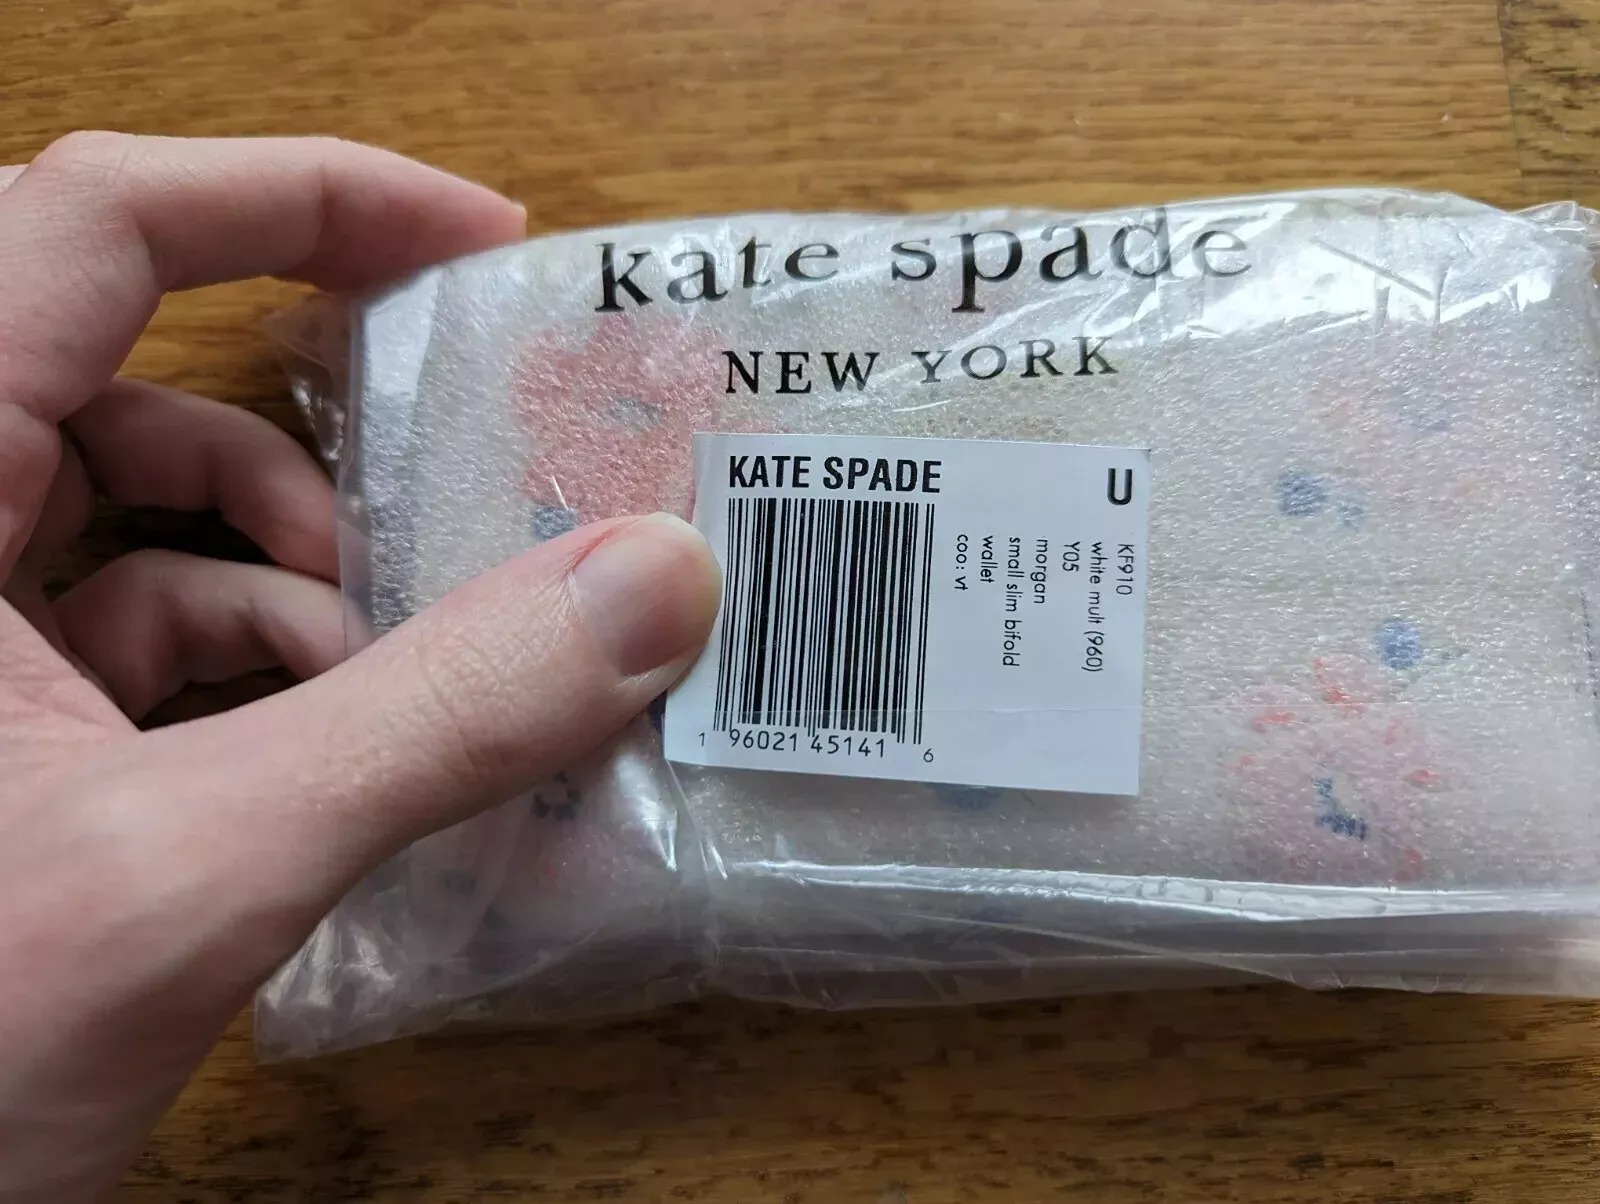 kate spade
NEW YORK
KATE SPADE
U
KF910
white mult (960)
Y05
morgan
small slim bifold
wallet
coo: vt
1 96021 45141 6